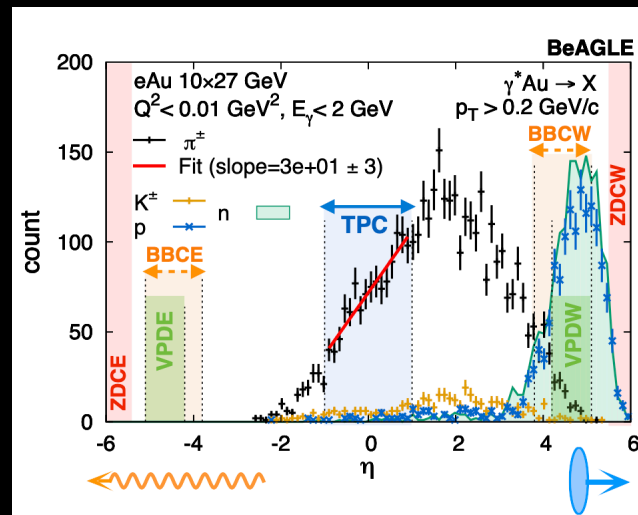 BeAGLE
200
150
100
50
0
count
eAu 10×27 GeV
Q²< 0.01 GeV², Eγ< 2 GeV
π±
Fit (slope=3e+01 ± 3)
K±
p
n
γ*Au → X
pT > 0.2 GeV/c
BBCW
TPC
BBCE
VPDE
ZDCE
VPDW
ZDCW
-6
-4
-2
0
2
4
6
η